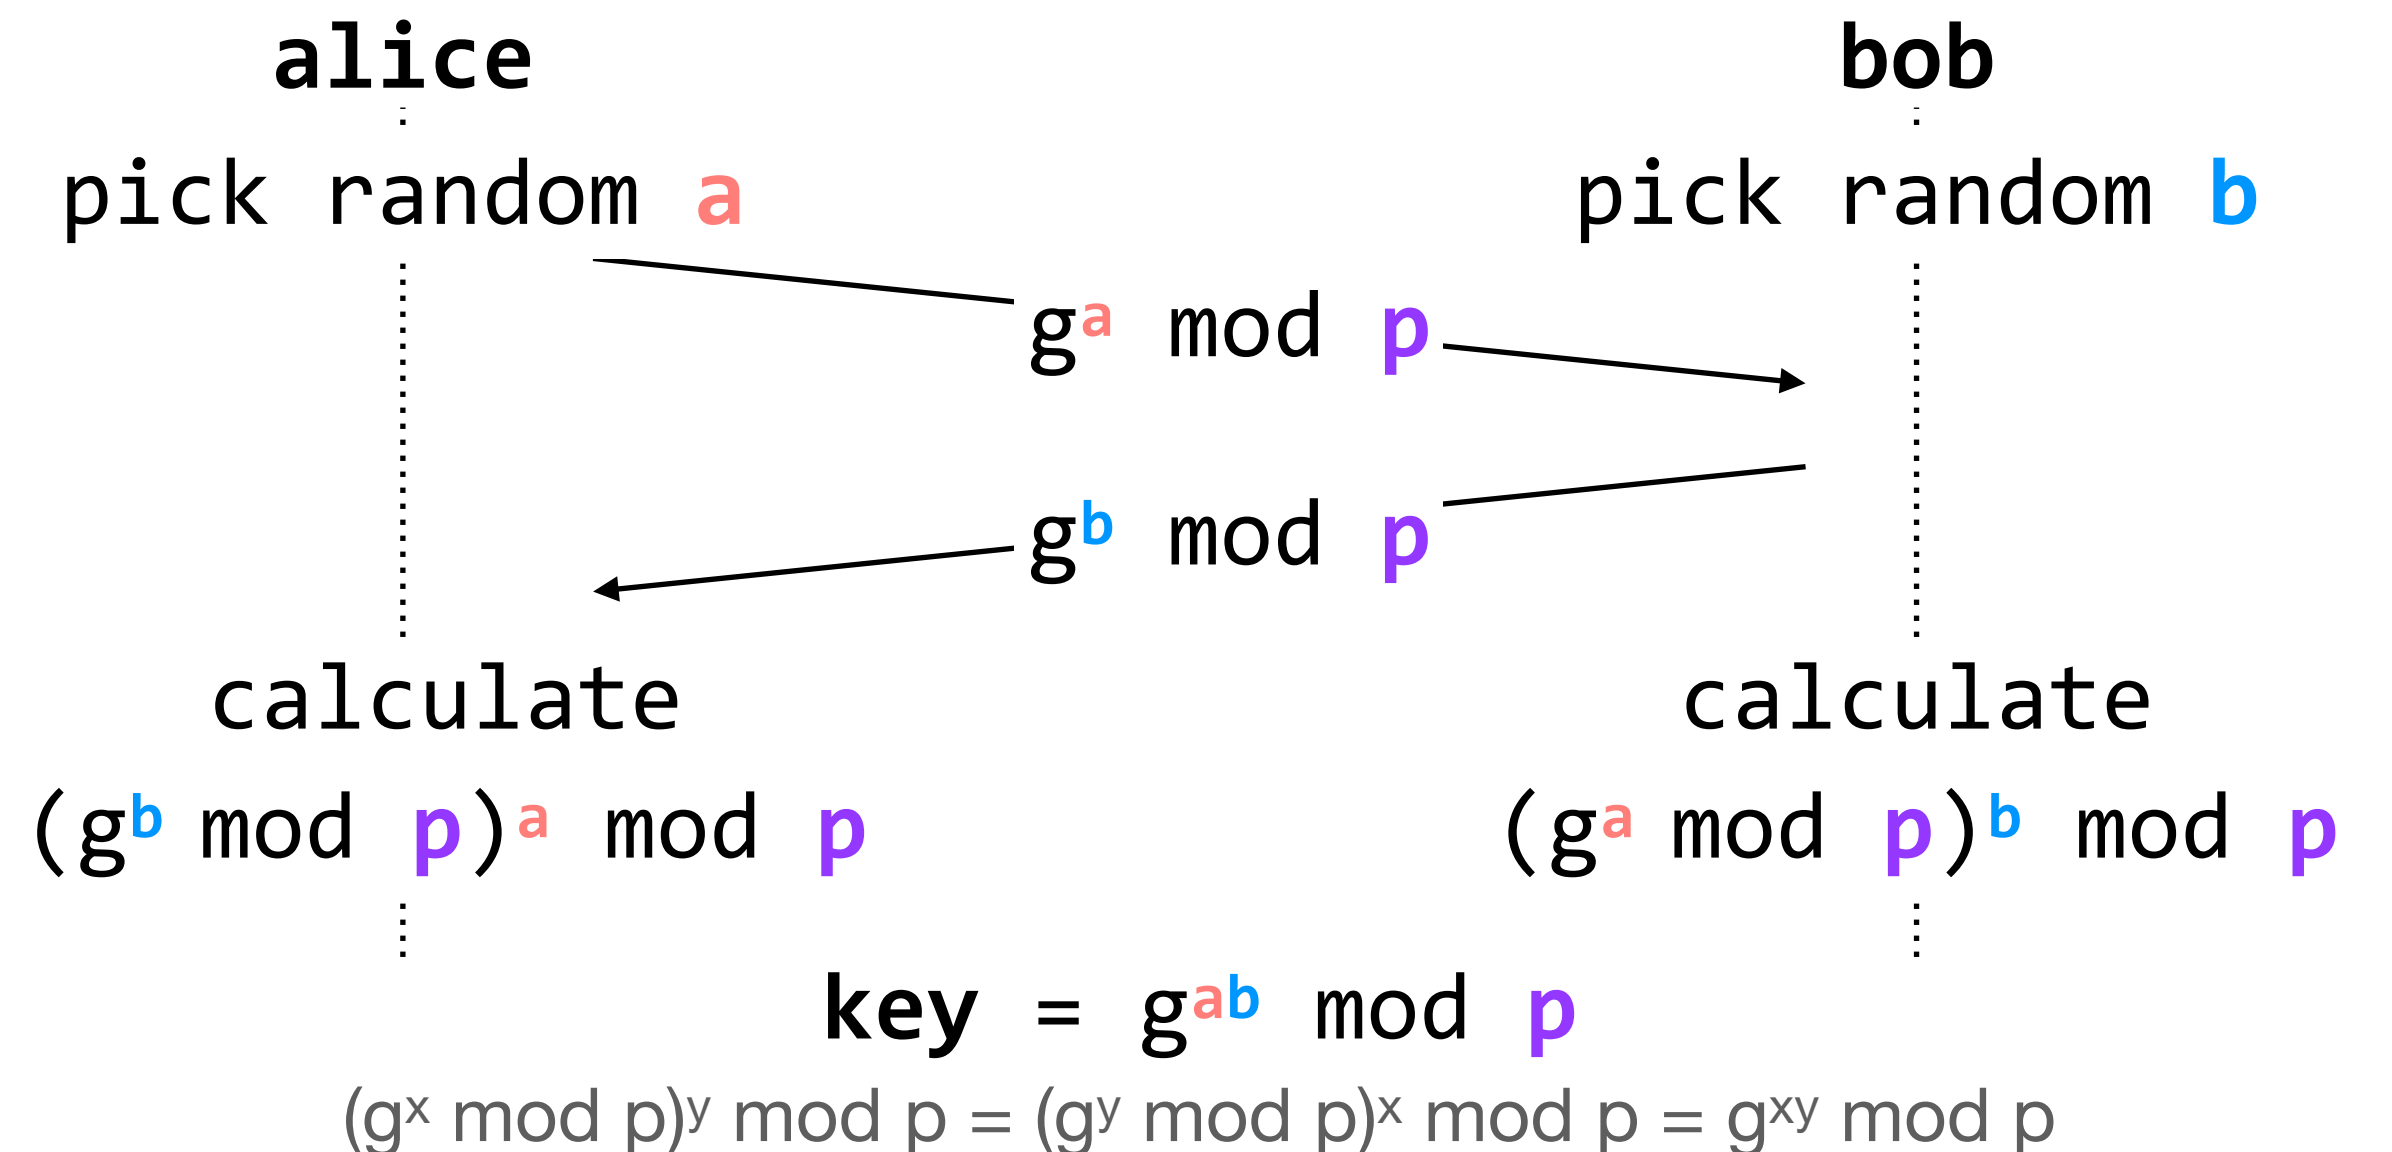 alice bob
pick random a pick random b
gᵃ mod p
gᵇ mod p
calculate calculate
(gᵇ mod p)ᵃ mod p (gᵃ mod p)ᵇ mod p
key = gᵃᵇ mod p
(gˣ mod p)ʸ mod p = (gʸ mod p)ˣ mod p = gˣʸ mod p